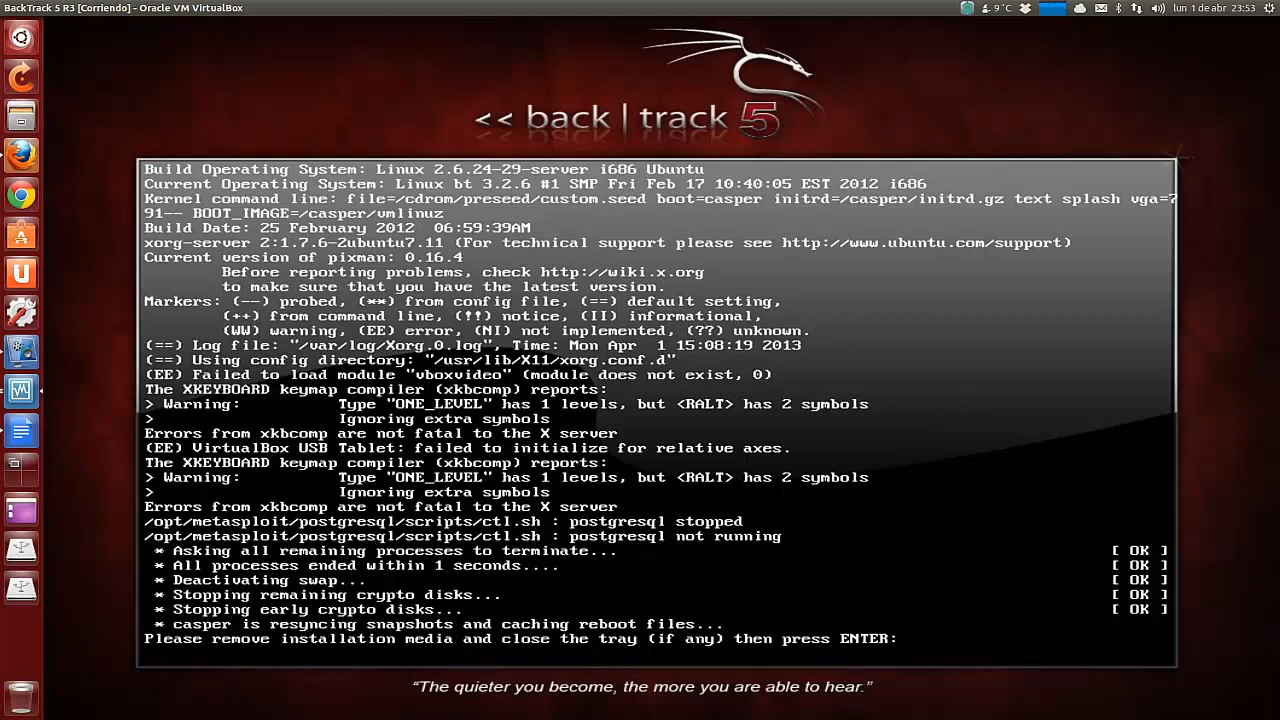 BackTrack 5 R3 [Corriendo] - Oracle VM VirtualBox
9°C
lun 1 de abr 23:53
<< back | track 5
Build Operating System: Linux 2.6.24-29-server i686 Ubuntu
Current Operating System: Linux bt 3.2.6 #1 SMP Fri Feb 17 10:40:05 EST 2012 i686
Kernel command line: file=/cdrom/preseed/custom.seed boot=casper initrd=/casper/initrd.gz text splash vga=7
91-- BOOT_IMAGE=/casper/vmlinuz
Build Date: 25 February 2012  06:59:39AM
xorg-server 2:1.7.6-2ubuntu7.11 (For technical support please see http://www.ubuntu.com/support)
Current version of pixman: 0.16.4
Before reporting problems, check http://wiki.x.org
to make sure that you have the latest version.
Markers: (--) probed, (**) from config file, (==) default setting,
(++) from command line, (!!) notice, (II) informational,
(WW) warning, (EE) error, (NI) not implemented, (??) unknown.
(==) Log file: "/var/log/Xorg.0.log", Time: Mon Apr  1 15:08:19 2013
(==) Using config directory: "/usr/lib/X11/xorg.conf.d"
(EE) Failed to load module "vboxvideo" (module does not exist, 0)
The XKEYBOARD keymap compiler (xkbcomp) reports:
> Warning:          Type "ONE_LEVEL" has 1 levels, but <RALT> has 2 symbols
>                   Ignoring extra symbols
Errors from xkbcomp are not fatal to the X server
(EE) VirtualBox USB Tablet: failed to initialize for relative axes.
The XKEYBOARD keymap compiler (xkbcomp) reports:
> Warning:          Type "ONE_LEVEL" has 1 levels, but <RALT> has 2 symbols
>                   Ignoring extra symbols
Errors from xkbcomp are not fatal to the X server
/opt/metasploit/postgresql/scripts/ctl.sh : postgresql stopped
/opt/metasploit/postgresql/scripts/ctl.sh : postgresql not running
* Asking all remaining processes to terminate... [ OK ]
* All processes ended within 1 seconds.... [ OK ]
* Deactivating swap... [ OK ]
* Stopping remaining crypto disks... [ OK ]
* Stopping early crypto disks... [ OK ]
* casper is resyncing snapshots and caching reboot files...
Please remove installation media and close the tray (if any) then press ENTER:
“The quieter you become, the more you are able to hear.”